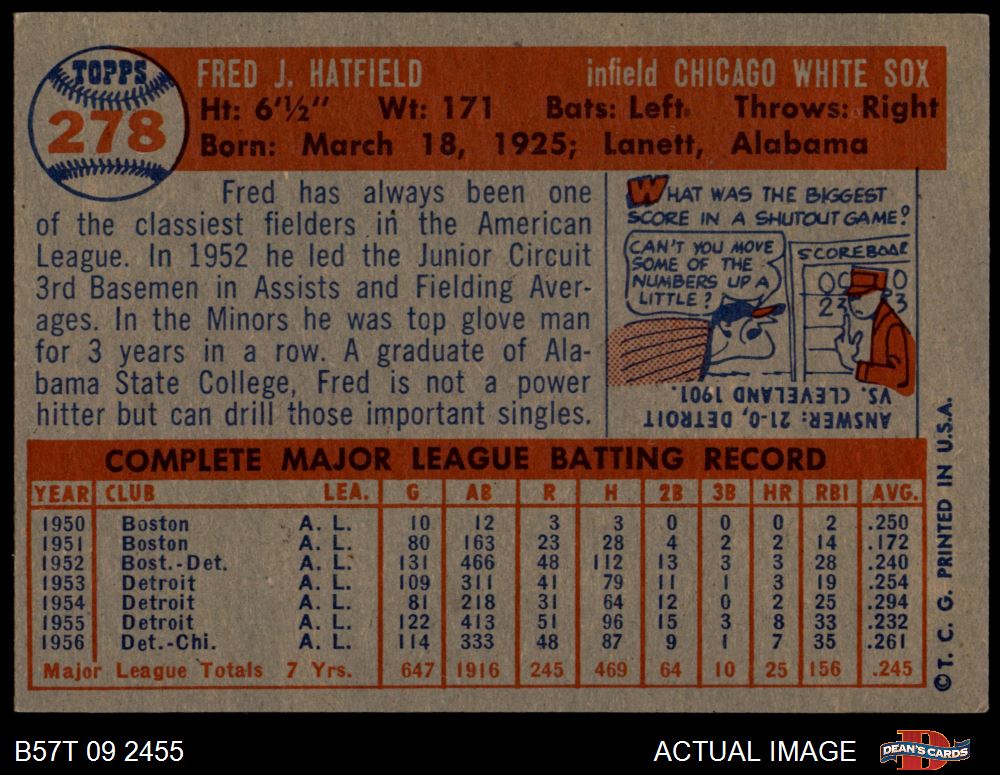 TOPPS
278
FRED J. HATFIELD infield CHICAGO WHITE SOX
Ht: 6'½" Wt: 171 Bats: Left Throws: Right
Born: March 18, 1925; Lanett, Alabama
Fred has always been one
of the classiest fielders in the American
League. In 1952 he led the Junior Circuit
3rd Basemen in Assists and Fielding Aver-
ages. In the Minors he was top glove man
for 3 years in a row. A graduate of Ala-
bama State College, Fred is not a power
hitter but can drill those important singles.
WHAT WAS THE BIGGEST
SCORE IN A SHUTOUT GAME?
CAN'T YOU MOVE
SOME OF THE
NUMBERS UP A
LITTLE?
SCOREBOAR
00 0
23 3
ANSWER: 21-0, DETROIT
VS. CLEVELAND 1901.
COMPLETE MAJOR LEAGUE BATTING RECORD
YEAR CLUB LEA. G AB R H 2B 3B HR RBI AVG.
1950 Boston A. L. 10 12 3 3 0 0 0 2 .250
1951 Boston A. L. 80 163 23 28 4 2 2 14 .172
1952 Bost.-Det. A. L. 131 466 48 112 13 3 3 28 .240
1953 Detroit A. L. 109 311 41 79 11 1 3 19 .254
1954 Detroit A. L. 81 218 31 64 12 0 2 25 .294
1955 Detroit A. L. 122 413 51 96 15 3 8 33 .232
1956 Det.-Chi. A. L. 114 333 48 87 9 1 7 35 .261
Major League Totals 7 Yrs. 647 1916 245 469 64 10 25 156 .245
© T. C. G. PRINTED IN U.S.A.
B57T 09 2455 ACTUAL IMAGE
D
DEAN'S CARDS